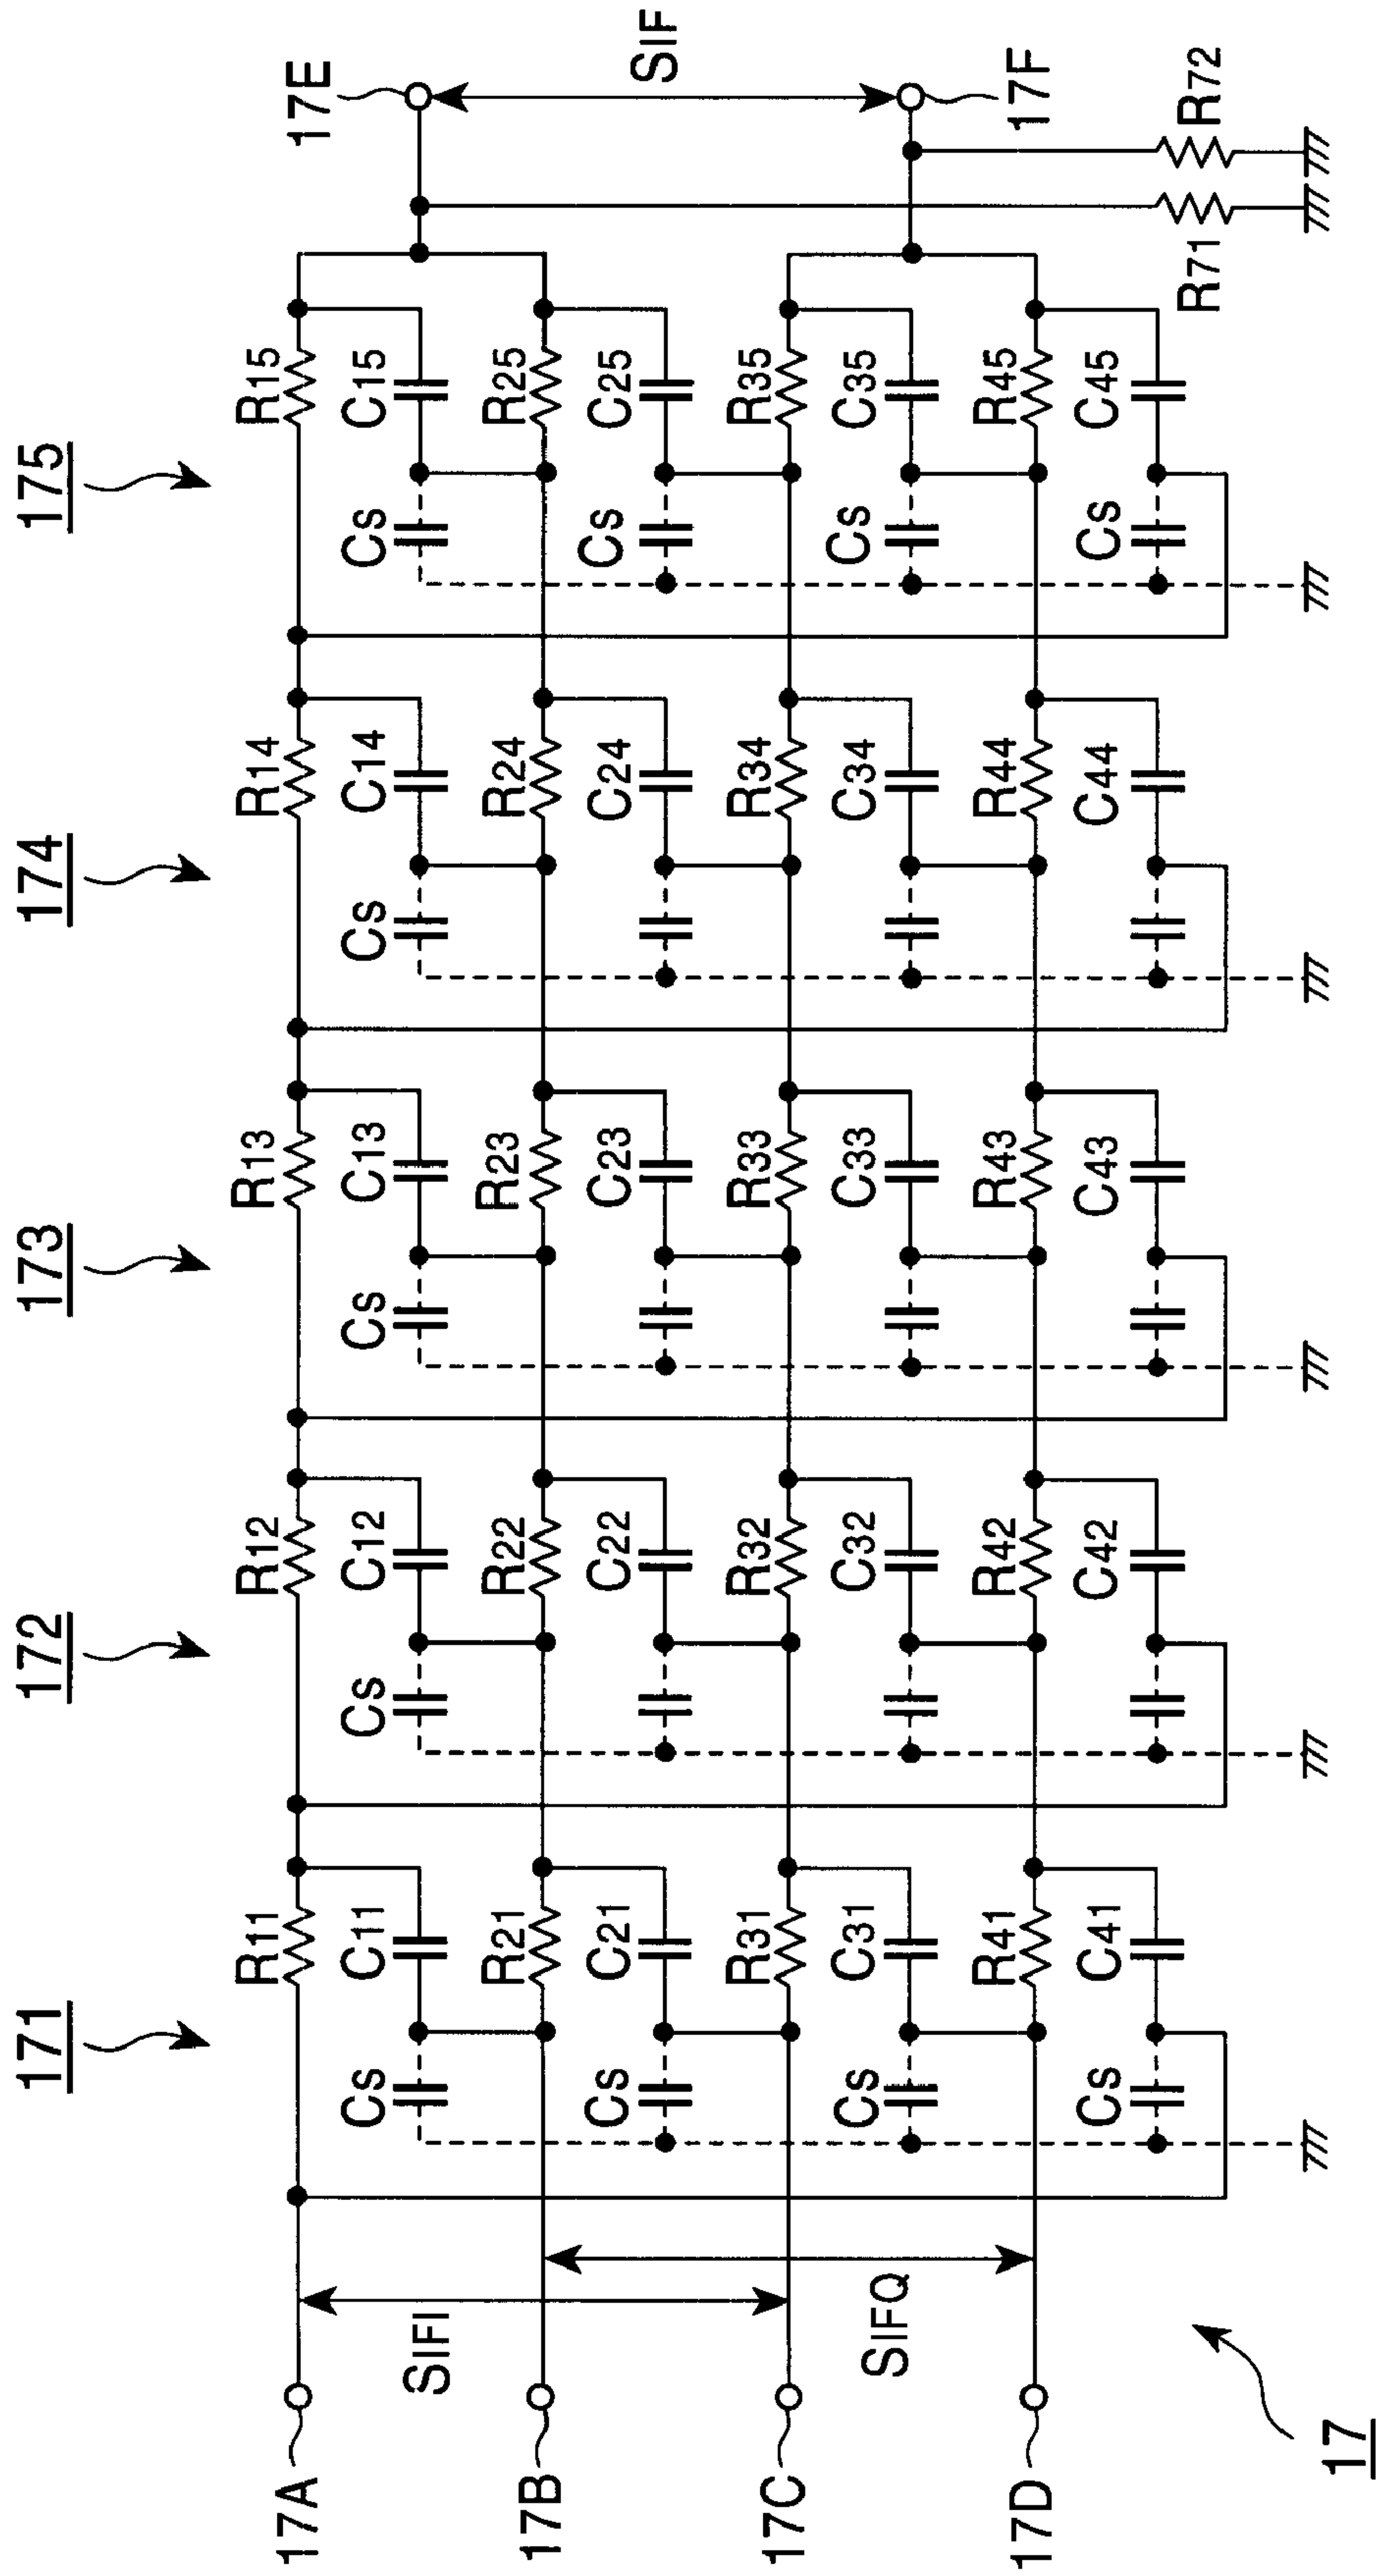 171 172 173 174 175
R11 R12 R13 R14 R15
Cs C11 Cs C12 Cs C13 Cs C14 Cs C15
R21 R22 R23 R24 R25
Cs C21 C22 C23 C24 Cs C25
R31 R32 R33 R34 R35
Cs C31 C32 C33 C34 Cs C35
R41 R42 R43 R44 R45
Cs C41 C42 C43 C44 Cs C45
17A
17B
17C
17D
SIFI
SIFQ
17E
SIF
17F
R71 R72
17